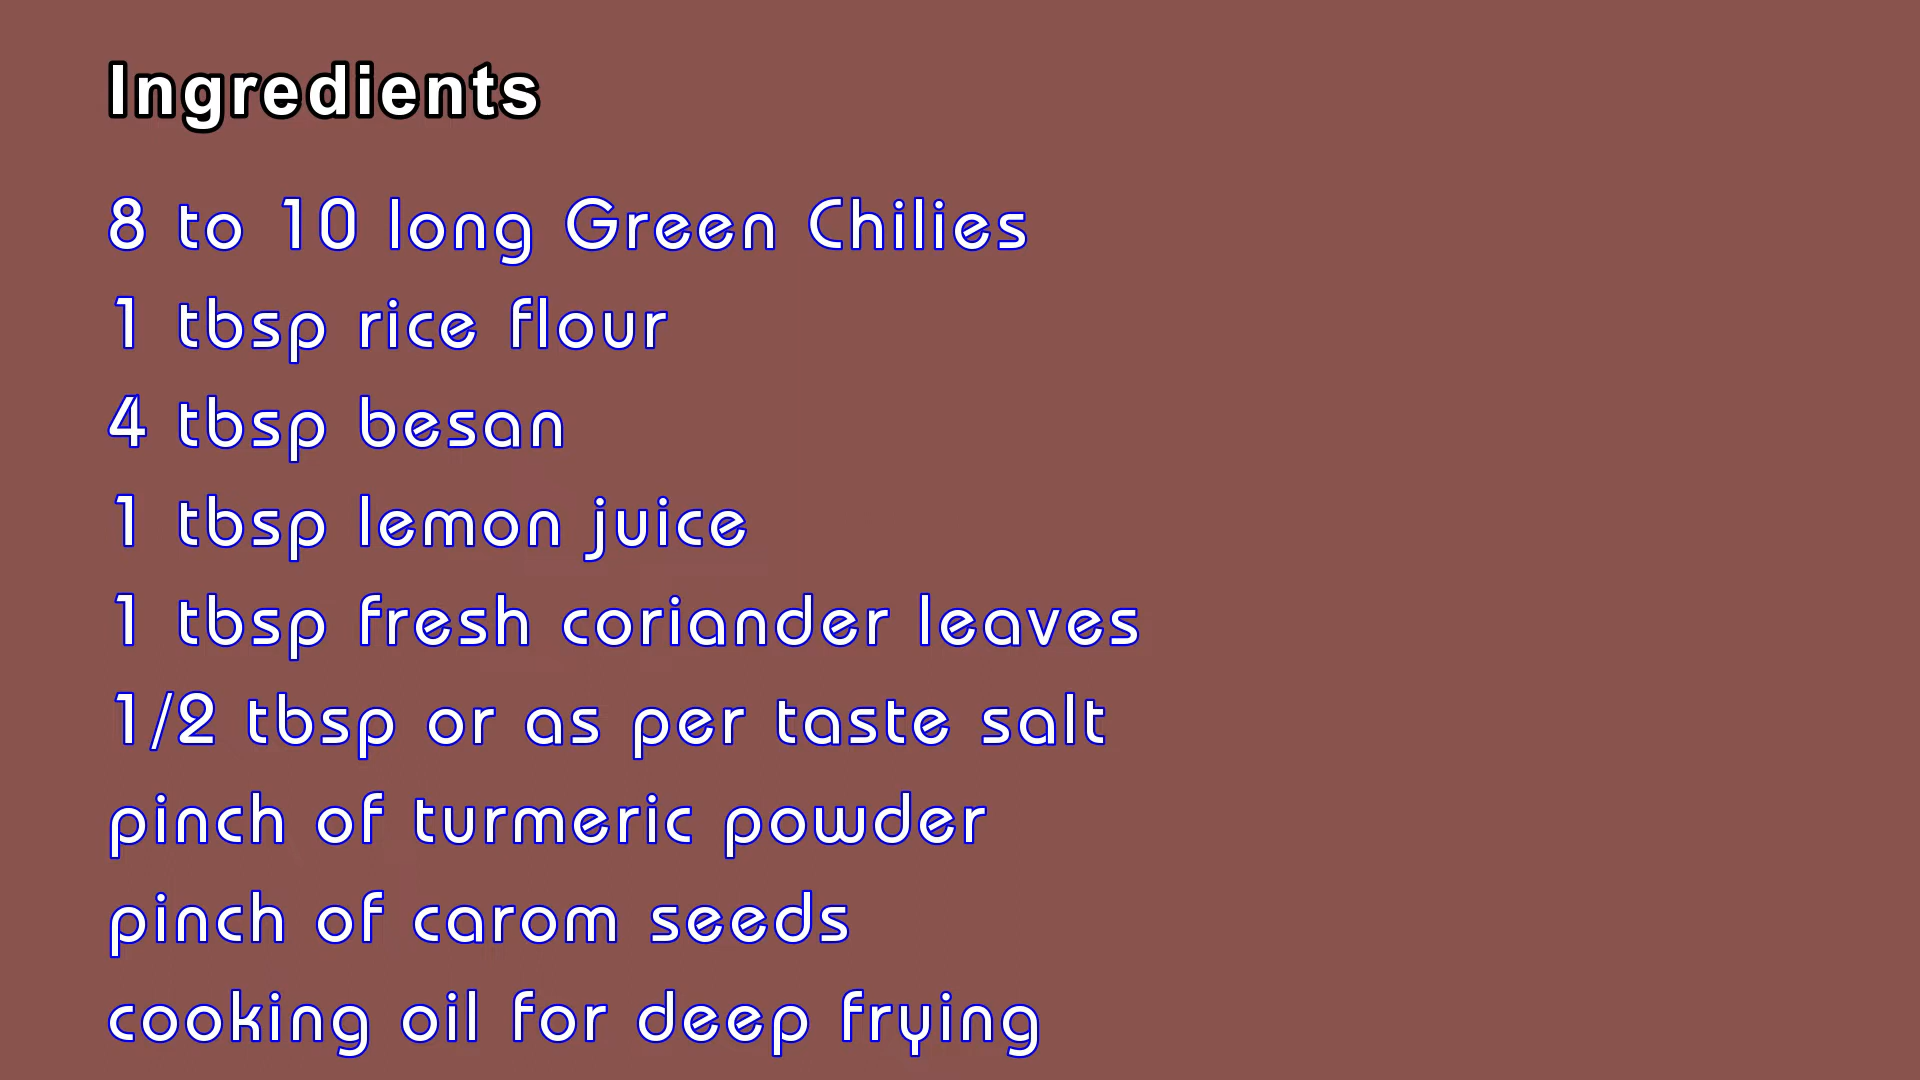 Ingredients
8 to 10 long Green Chilies
1 tbsp rice flour
4 tbsp besan
1 tbsp lemon juice
1 tbsp fresh coriander leaves
1/2 tbsp or as per taste salt
pinch of turmeric powder
pinch of carom seeds
cooking oil for deep frying